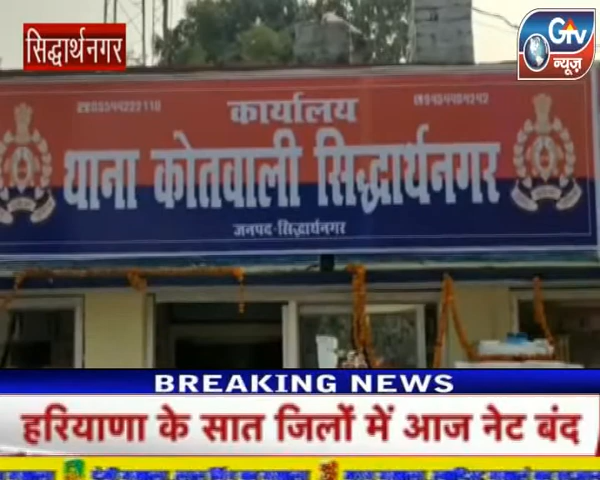 सिद्धार्थनगर
GTV
न्यूज़
कार्यालय
थाना कोतवाली सिद्धार्थनगर
जनपद-सिद्धार्थनगर
BREAKING NEWS
हरियाणा के सात जिलों में आज नेट बंद